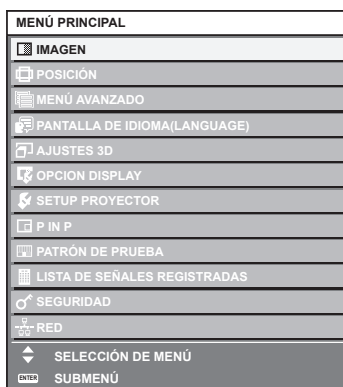 MENÚ PRINCIPAL
IMAGEN
POSICIÓN
MENÚ AVANZADO
PANTALLA DE IDIOMA(LANGUAGE)
AJUSTES 3D
OPCION DISPLAY
SETUP PROYECTOR
P IN P
PATRÓN DE PRUEBA
LISTA DE SEÑALES REGISTRADAS
SEGURIDAD
RED
SELECCIÓN DE MENÚ
ENTER SUBMENÚ